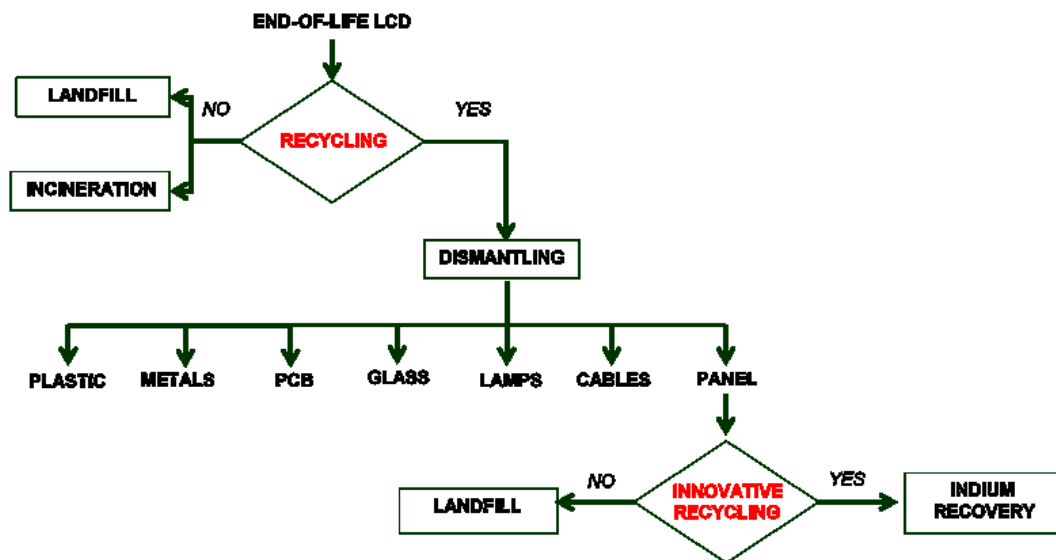 END-OF-LIFE LCD
LANDFILL
NO
YES
RECYCLING
INCINERATION
DISMANTLING
PLASTIC
METALS
PCB
GLASS
LAMPS
CABLES
PANEL
NO
YES
LANDFILL
INNOVATIVE
RECYCLING
INDIUM
RECOVERY